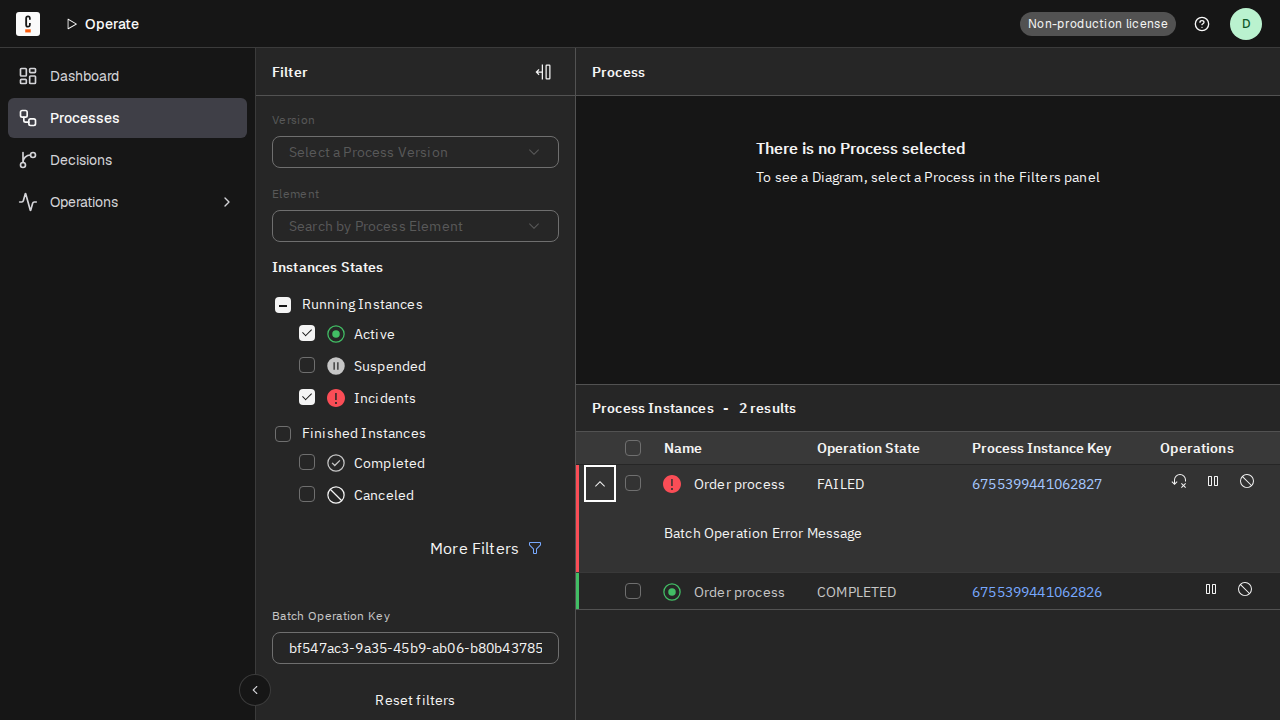 Operate
Non-production license
D
Dashboard
Processes
Decisions
Operations
Filter
Version
Select a Process Version
Element
Search by Process Element
Instances States
Running Instances
Active
Suspended
Incidents
Finished Instances
Completed
Canceled
More Filters
Batch Operation Key
bf547ac3-9a35-45b9-ab06-b80b43785
Reset filters
Process
There is no Process selected
To see a Diagram, select a Process in the Filters panel
Process Instances - 2 results
Name Operation State Process Instance Key Operations
Order process FAILED 6755399441062827
Batch Operation Error Message
Order process COMPLETED 6755399441062826